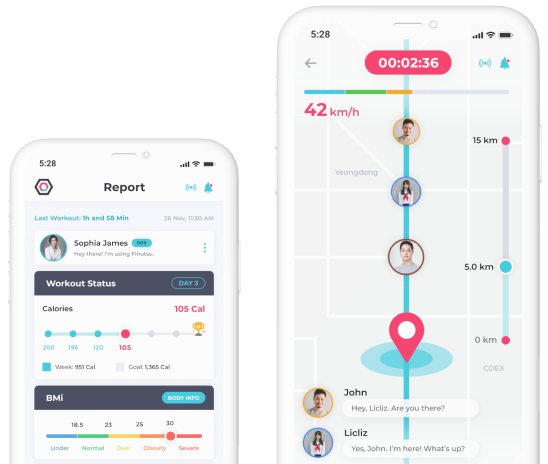 5:28
Report
Last Workout: 1h and 58 Min
26 Nov, 11:30 AM
Sophia James
Hey there! I'm using Finutss.
Workout Status
DAY 3
Calories
105 Cal
200 196 120 105
Week: 951 Cal
Goal: 1,365 Cal
BMi
BODY INFO
18.5 23 25 30
Under Normal Over Obesity Severe
5:28
00:02:36
42 km/h
15 km
Yeongdong
5.0 km
0 km
COEX
John
Hey, Licliz. Are you there?
Licliz
Yes, John. I'm here! What's up?